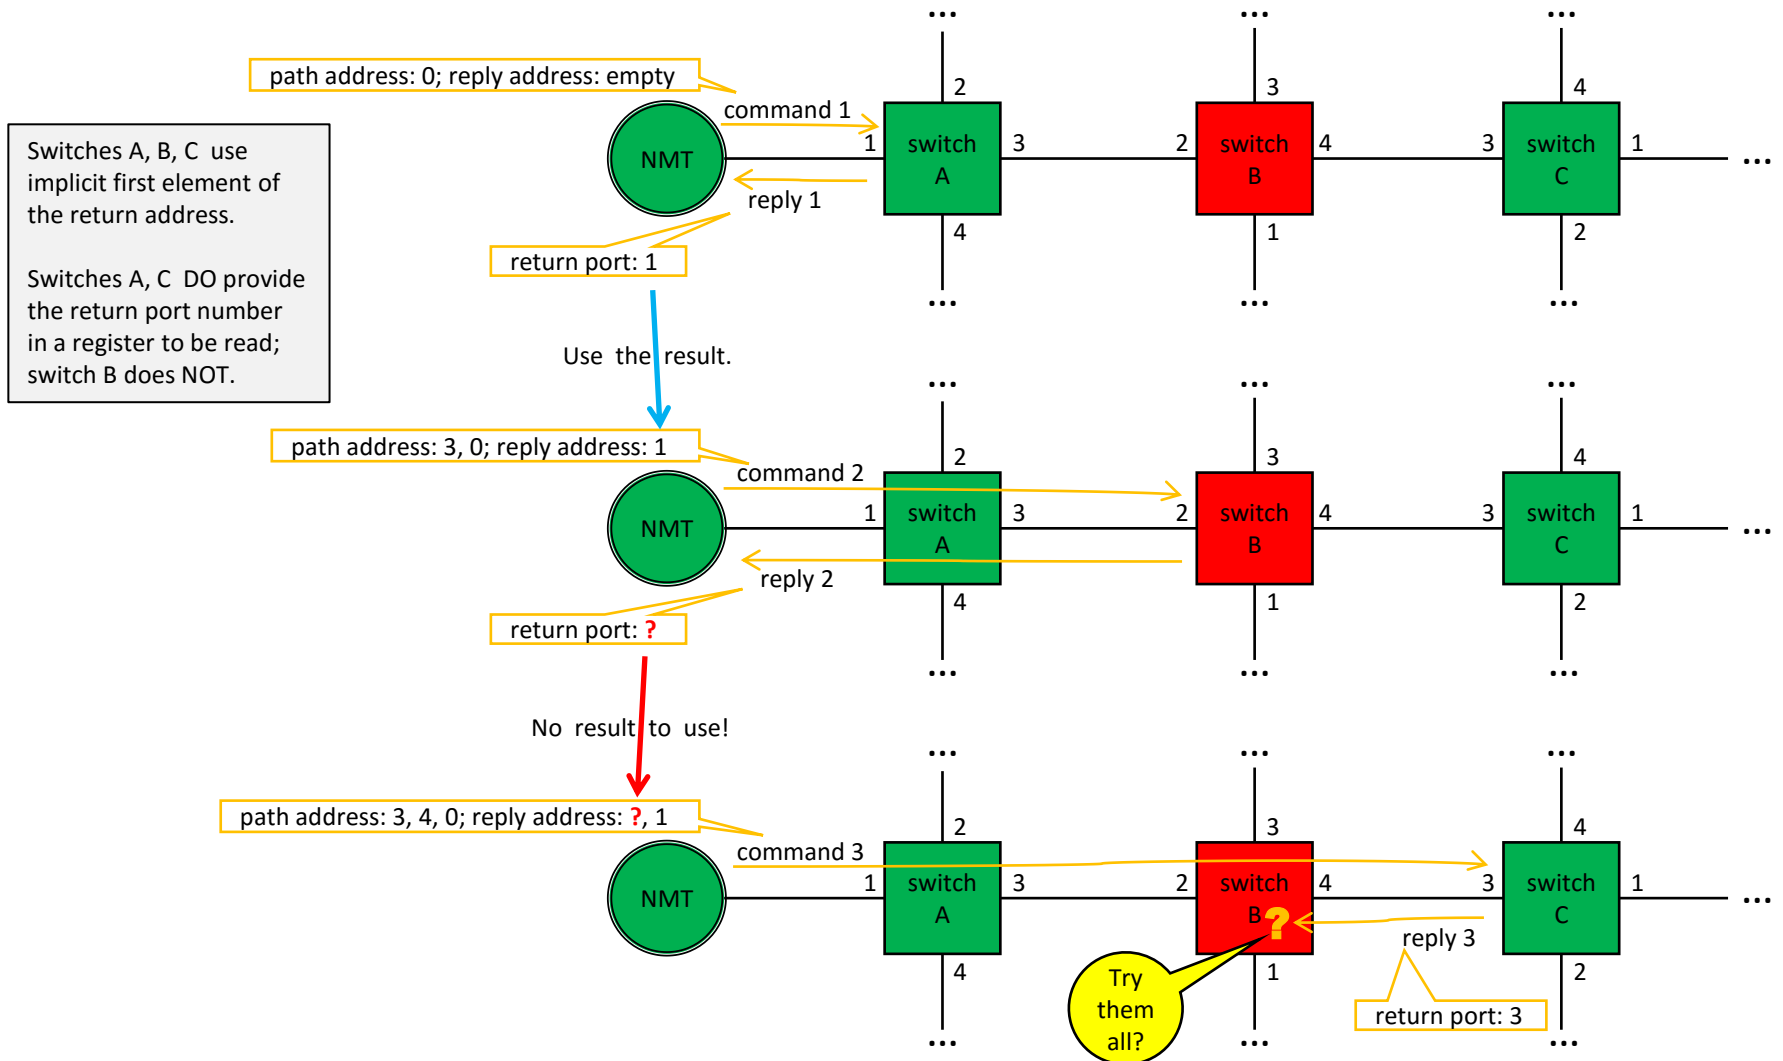 Switches A, B, C use
implicit first element of
the return address.
Switches A, C DO provide
the return port number
in a register to be read;
switch B does NOT.
...
...
...
path address: 0; reply address: empty
2
3
4
command 1
NMT
1
switch
A
3
2
switch
B
4
3
switch
C
1
...
reply 1
4
1
2
return port: 1
...
...
...
Use the result.
...
...
...
path address: 3, 0; reply address: 1
2
3
4
command 2
NMT
1
switch
A
3
2
switch
B
4
3
switch
C
1
...
reply 2
4
1
2
return port: ?
...
...
...
No result to use!
...
...
...
path address: 3, 4, 0; reply address: ?, 1
2
3
4
command 3
NMT
1
switch
A
3
2
switch
B ?
4
3
switch
C
1
...
reply 3
4
1
2
Try
them
all?
return port: 3
...
...
...